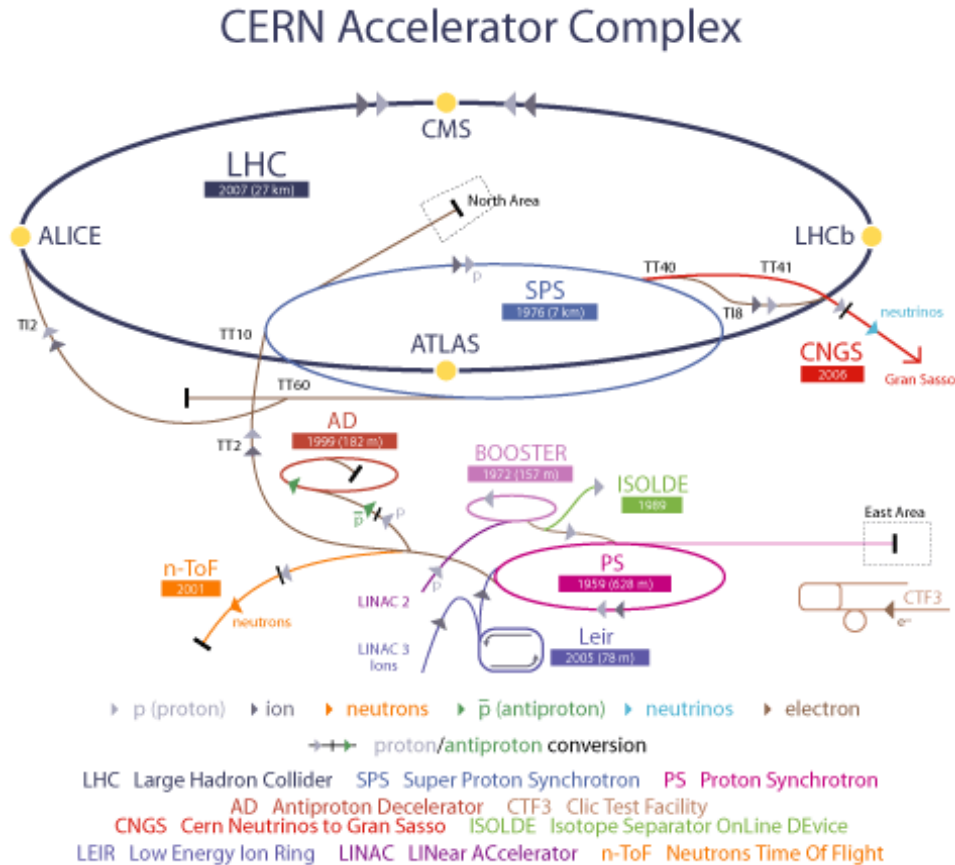 CERN Accelerator Complex
CMS
LHC
2007 (27 km)
North Area
ALICE
LHCb
TT40
TT41
p
SPS
1976 (7 km)
TI2
TT10
TI8
neutrinos
ATLAS
CNGS
2006
Gran Sasso
TT60
AD
1999 (182 m)
TT2
BOOSTER
1972 (157 m)
ISOLDE
1989
East Area
p̅
p
n-ToF
2001
PS
1959 (628 m)
p
LINAC 2
CTF3
e-
neutrons
Leir
2005 (78 m)
LINAC 3
Ions
p (proton) ion neutrons p̅ (antiproton) neutrinos electron
proton/antiproton conversion
LHC Large Hadron Collider SPS Super Proton Synchrotron PS Proton Synchrotron
AD Antiproton Decelerator CTF3 Clic Test Facility
CNGS Cern Neutrinos to Gran Sasso ISOLDE Isotope Separator OnLine DEvice
LEIR Low Energy Ion Ring LINAC LINear ACcelerator n-ToF Neutrons Time Of Flight